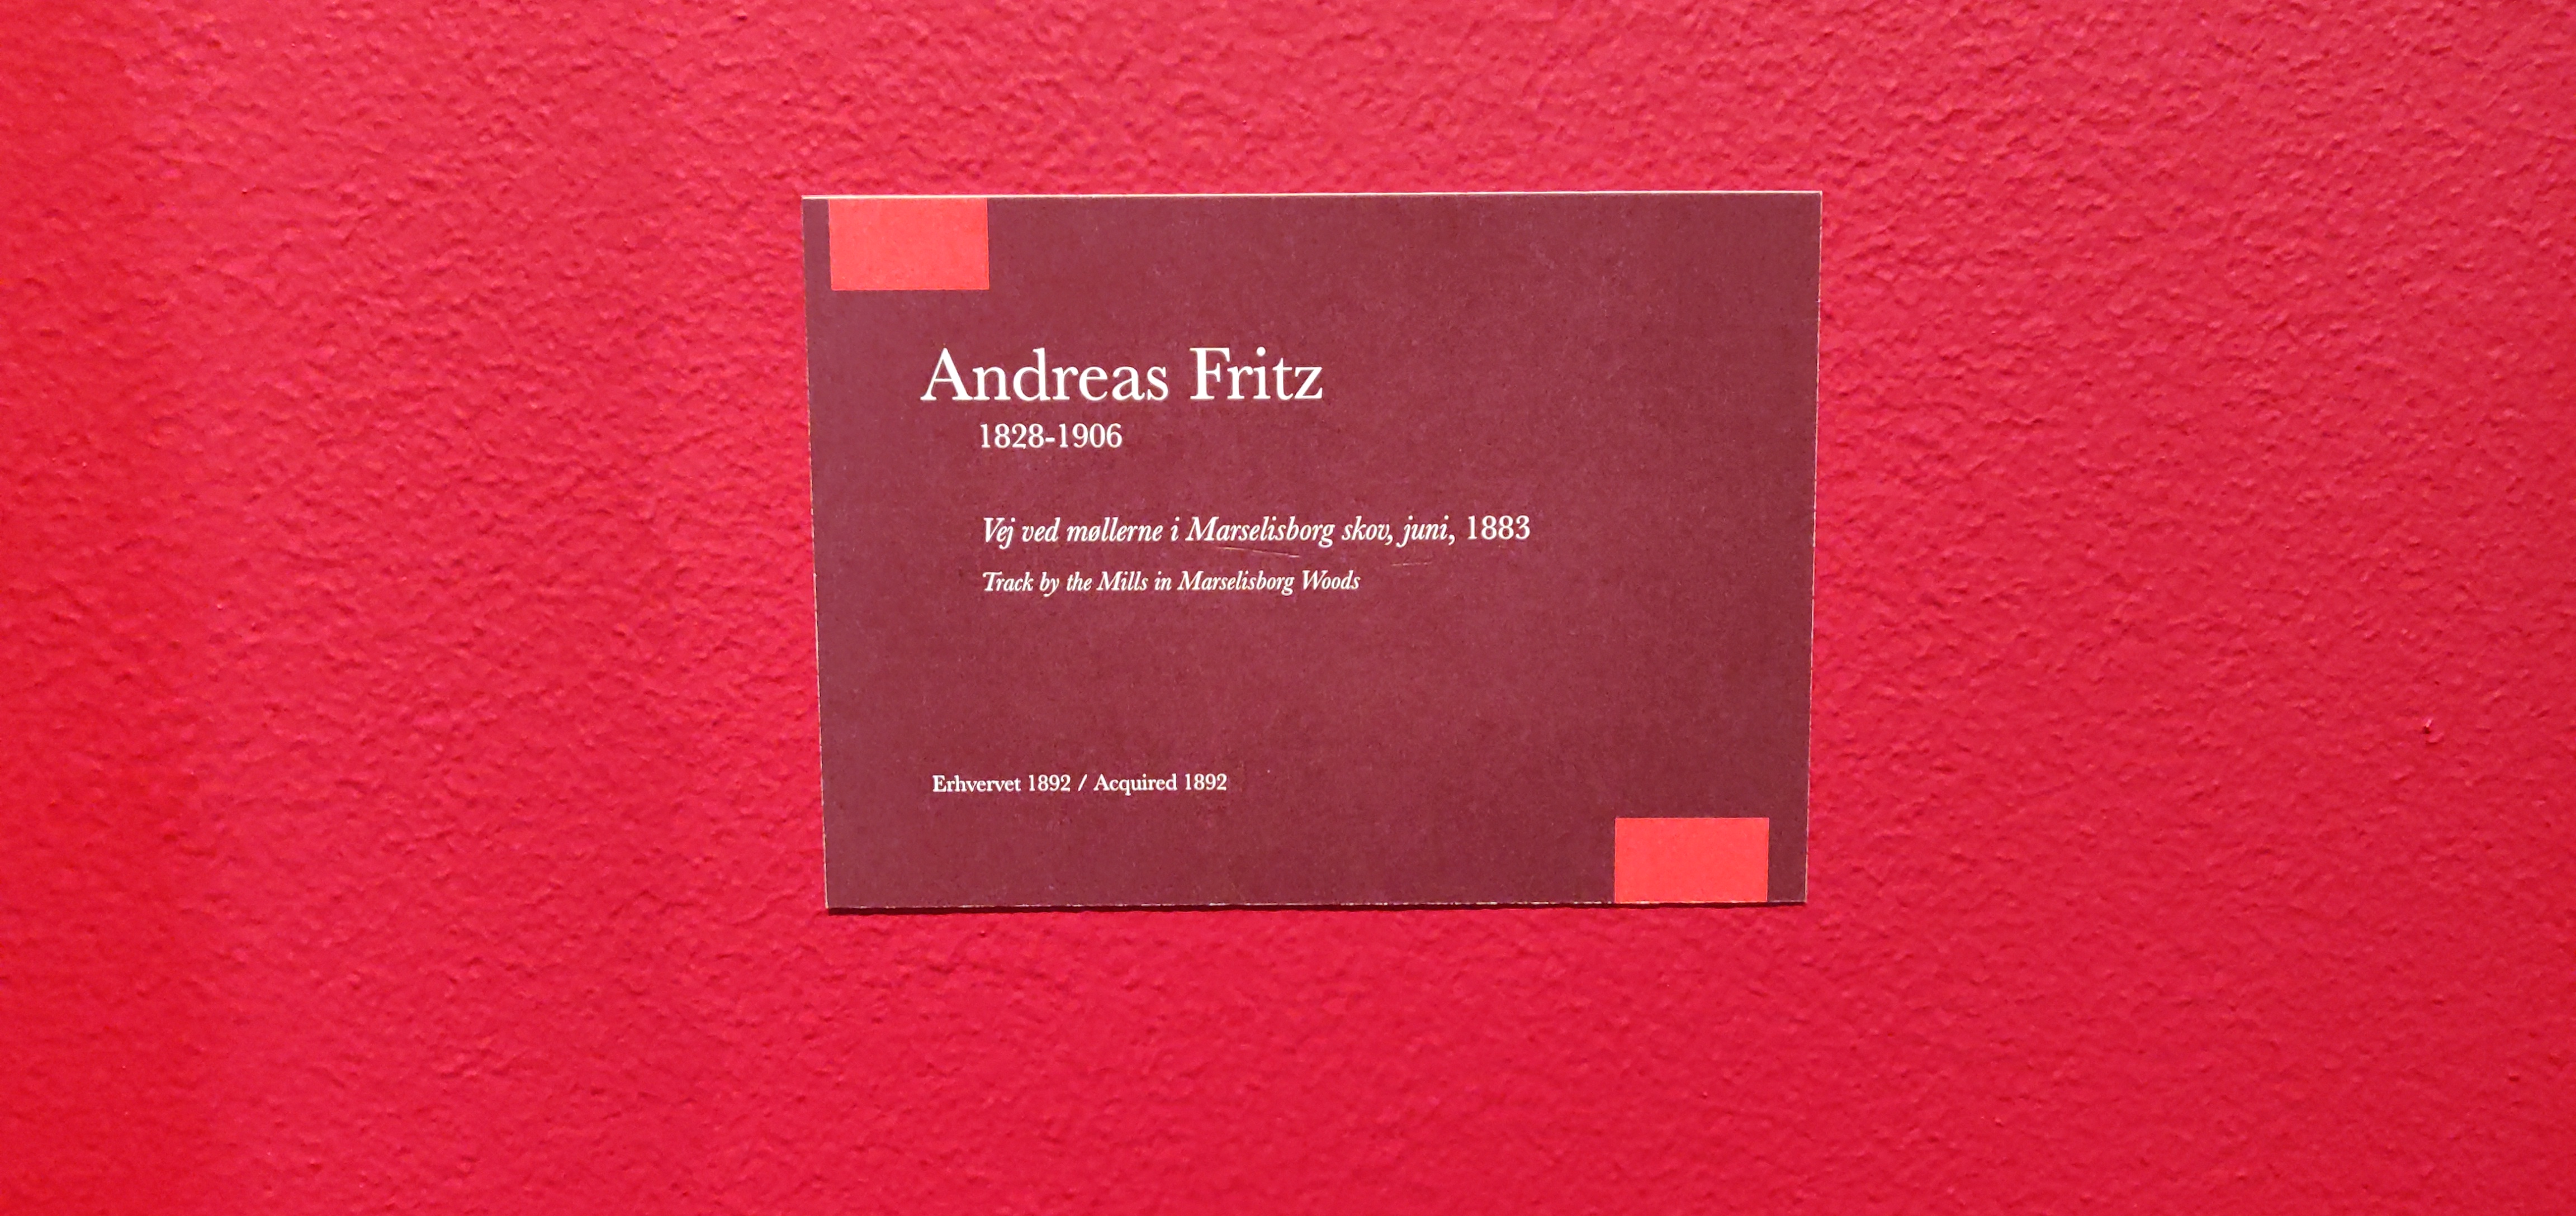 Andreas Fritz
1828-1906
Vej ved møllerne i Marselisborg skov, juni, 1883
Track by the Mills in Marselisborg Woods
Erhvervet 1892 / Acquired 1892